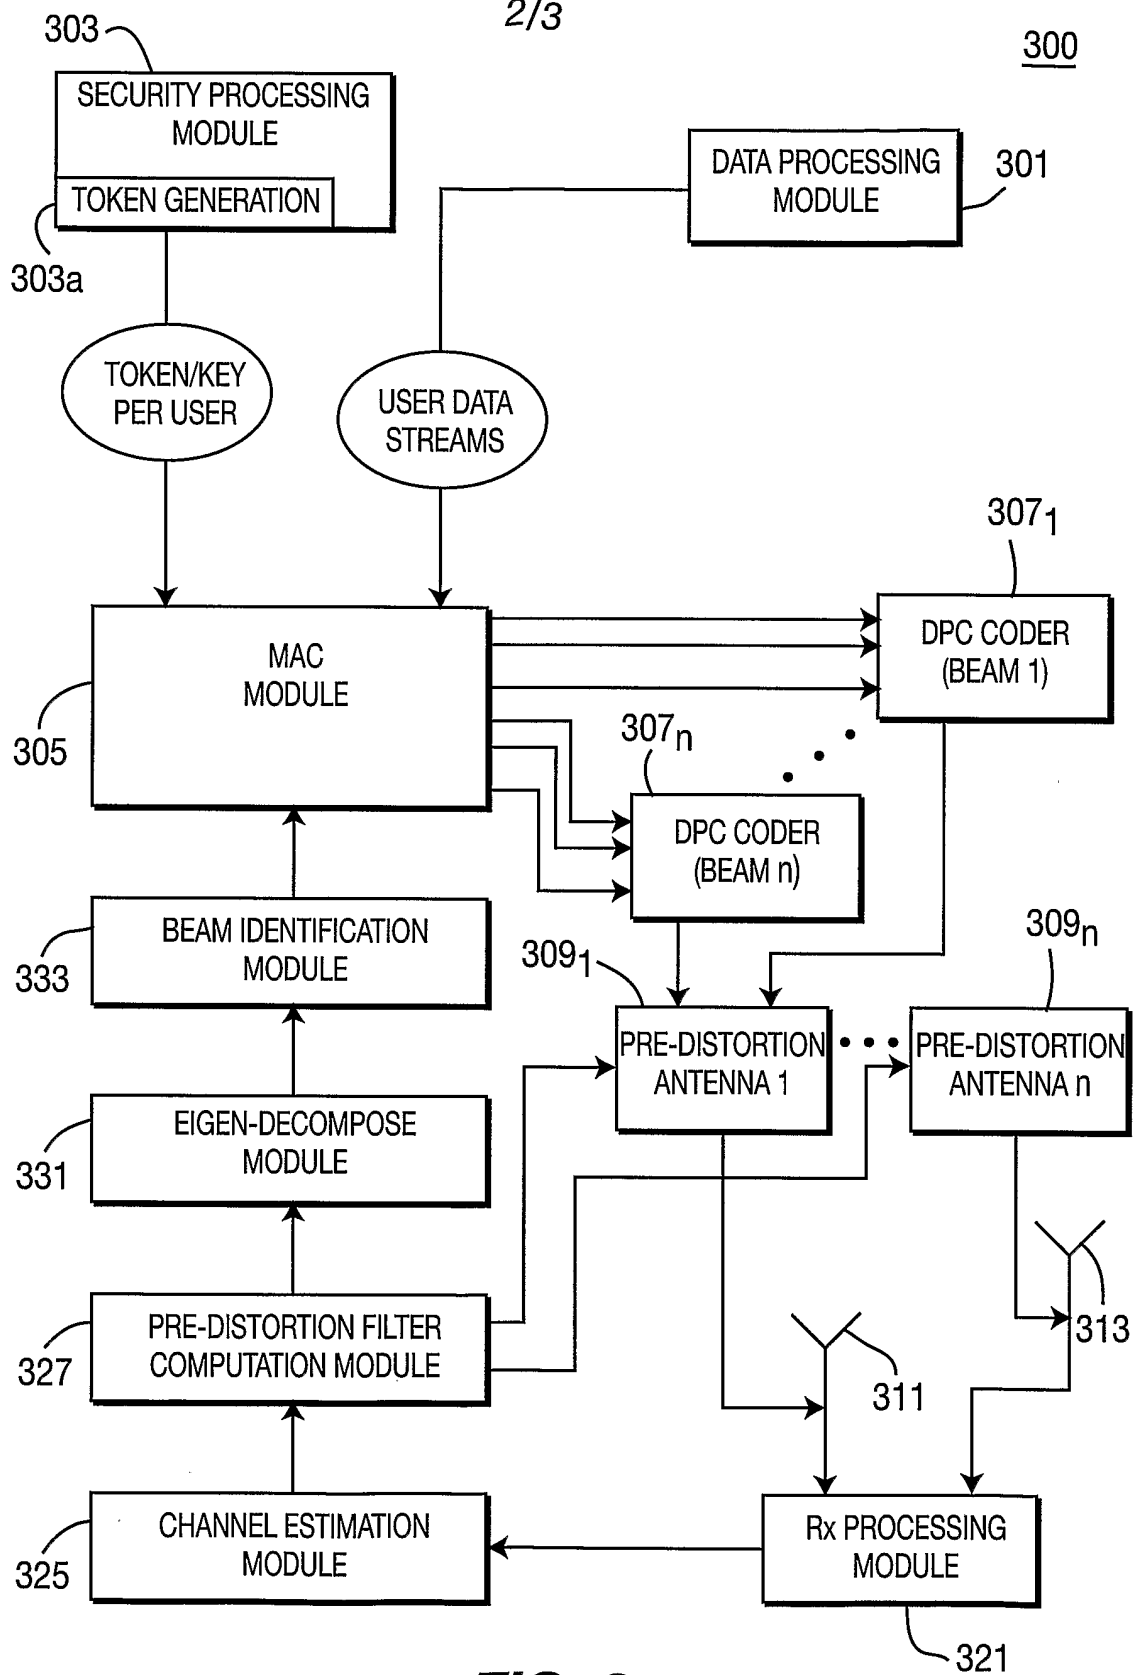 2/3
300
303
SECURITY PROCESSING
MODULE
TOKEN GENERATION
303a
DATA PROCESSING
MODULE
301
TOKEN/KEY
PER USER
USER DATA
STREAMS
307₁
MAC
MODULE
305
DPC CODER
(BEAM 1)
307ₙ
DPC CODER
(BEAM n)
BEAM IDENTIFICATION
MODULE
333
309₁
309ₙ
PRE-DISTORTION
ANTENNA 1
PRE-DISTORTION
ANTENNA n
EIGEN-DECOMPOSE
MODULE
331
313
PRE-DISTORTION FILTER
COMPUTATION MODULE
327
311
CHANNEL ESTIMATION
MODULE
325
Rx PROCESSING
MODULE
321